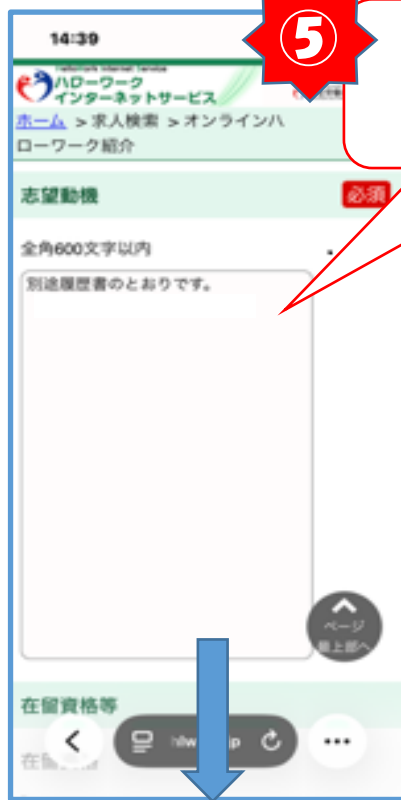 14:39
⑤
Hellowork Internet Service
ハローワーク
インターネットサービス
ホーム > 求人検索 > オンラインハ
ローワーク紹介
志望動機
必須
全角600文字以内
別途履歴書のとおりです。
ページ
最上部へ
在留資格等